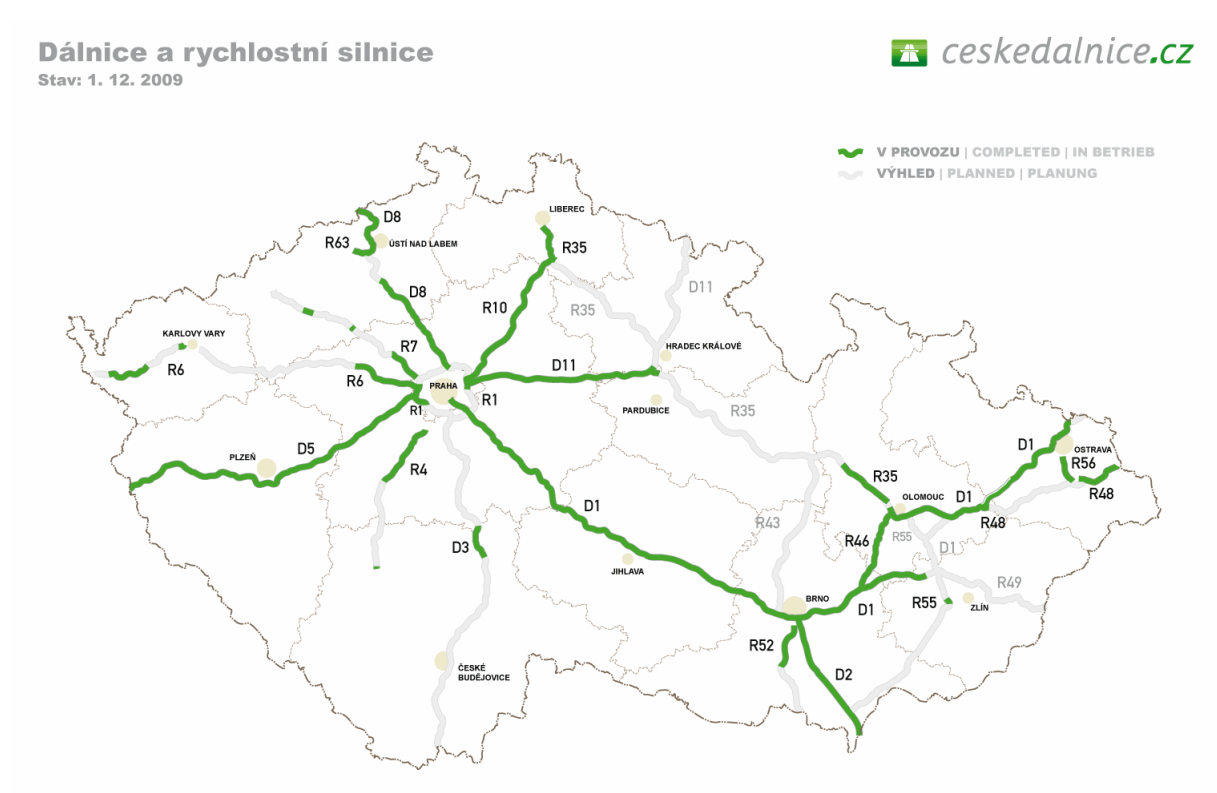 Dálnice a rychlostní silnice
Stav: 1. 12. 2009
ceskedalnice.cz
V PROVOZU | COMPLETED | IN BETRIEB
VÝHLED | PLANNED | PLANUNG
LIBEREC
D8
R63
ÚSTÍ NAD LABEM
R35
D11
D8
R10
R35
KARLOVY VARY
R7
HRADEC KRÁLOVÉ
R6
R6
D11
PRAHA
R1
R1
PARDUBICE
R35
D5
PLZEŇ
R4
D1
OSTRAVA
R56
R35
R48
OLOMOUC
D1
D1
R43
R48
R55
R46
D3
D1
JIHLAVA
R49
BRNO
R55
ZLÍN
D1
R52
ČESKÉ
BUDĚJOVICE
D2